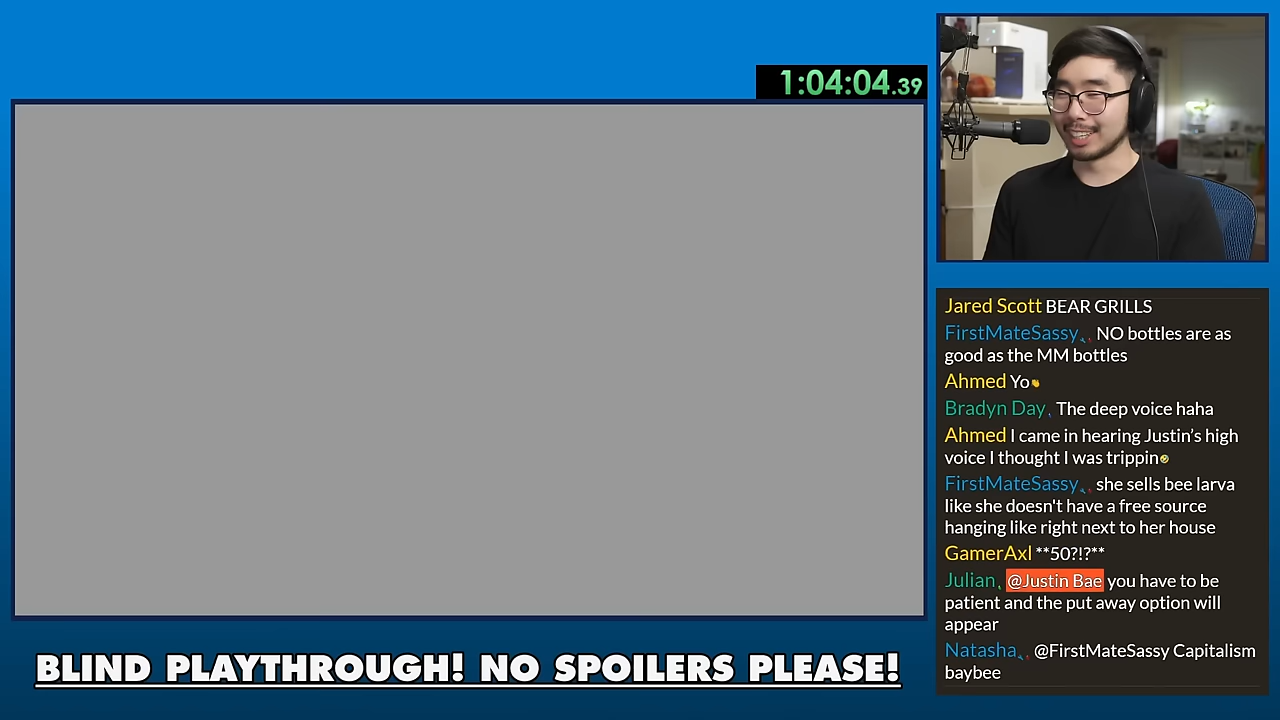 1:04:04.39
Jared Scott BEAR GRILLS
FirstMateSassy NO bottles are as
good as the MM bottles
Ahmed Yo
Bradyn Day The deep voice haha
Ahmed I came in hearing Justin’s high
voice I thought I was trippin
FirstMateSassy she sells bee larva
like she doesn't have a free source
hanging like right next to her house
GamerAxl **50?!?**
Julian @Justin Bae you have to be
patient and the put away option will
appear
Natasha @FirstMateSassy Capitalism
baybee
BLIND PLAYTHROUGH! NO SPOILERS PLEASE!